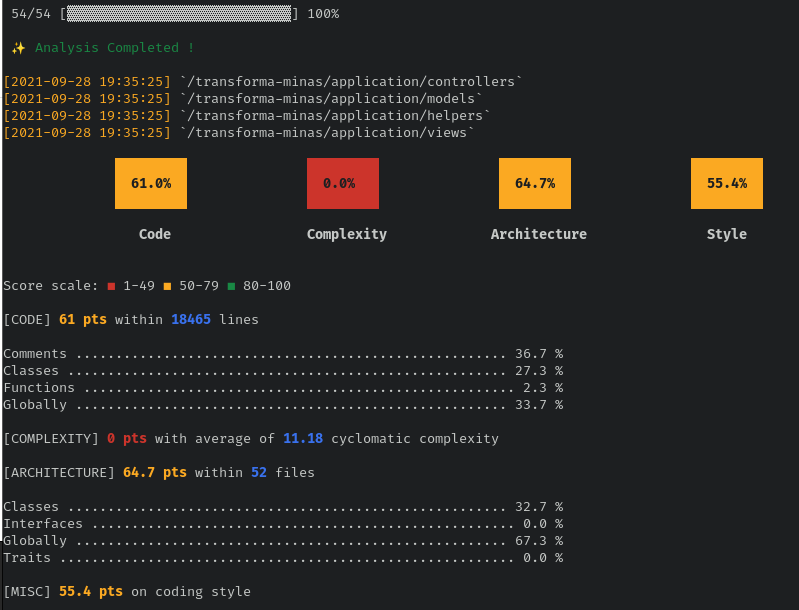 54/54 [▓▓▓▓▓▓▓▓▓▓▓▓▓▓▓▓▓▓▓▓▓▓▓▓▓▓▓▓] 100%
✨ Analysis Completed !
[2021-09-28 19:35:25] `/transforma-minas/application/controllers`
[2021-09-28 19:35:25] `/transforma-minas/application/models`
[2021-09-28 19:35:25] `/transforma-minas/application/helpers`
[2021-09-28 19:35:25] `/transforma-minas/application/views`
61.0% 0.0% 64.7% 55.4%
Code Complexity Architecture Style
Score scale: ■ 1-49 ■ 50-79 ■ 80-100
[CODE] 61 pts within 18465 lines
Comments ...................................................... 36.7 %
Classes ....................................................... 27.3 %
Functions ...................................................... 2.3 %
Globally ...................................................... 33.7 %
[COMPLEXITY] 0 pts with average of 11.18 cyclomatic complexity
[ARCHITECTURE] 64.7 pts within 52 files
Classes ....................................................... 32.7 %
Interfaces ..................................................... 0.0 %
Globally ...................................................... 67.3 %
Traits ......................................................... 0.0 %
[MISC] 55.4 pts on coding style